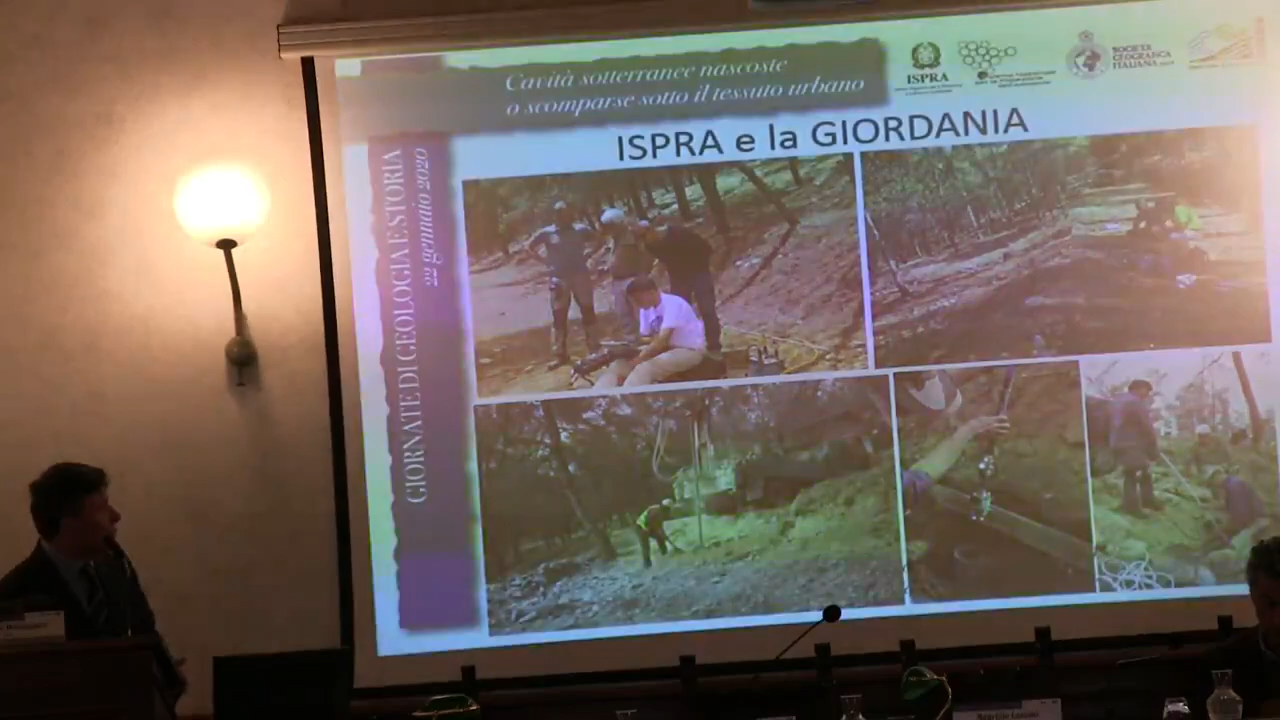 Cavità sotterranee nascoste
o scomparse sotto il tessuto urbano
ISPRA
SOCIETÀ
GEOGRAFICA
ITALIANA
ISPRA e la GIORDANIA
GIORNATE DI GEOLOGIA E STORIA
22 gennaio 2020